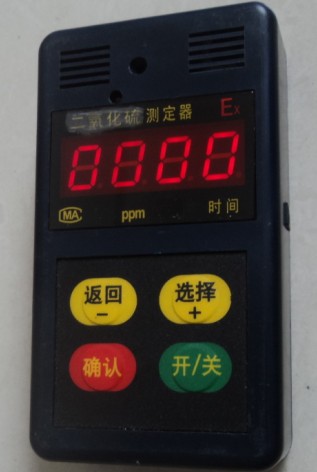 二氧化硫测定器 Ex
0000
MA ppm 时间
返回 选择
- +
确认 开/关